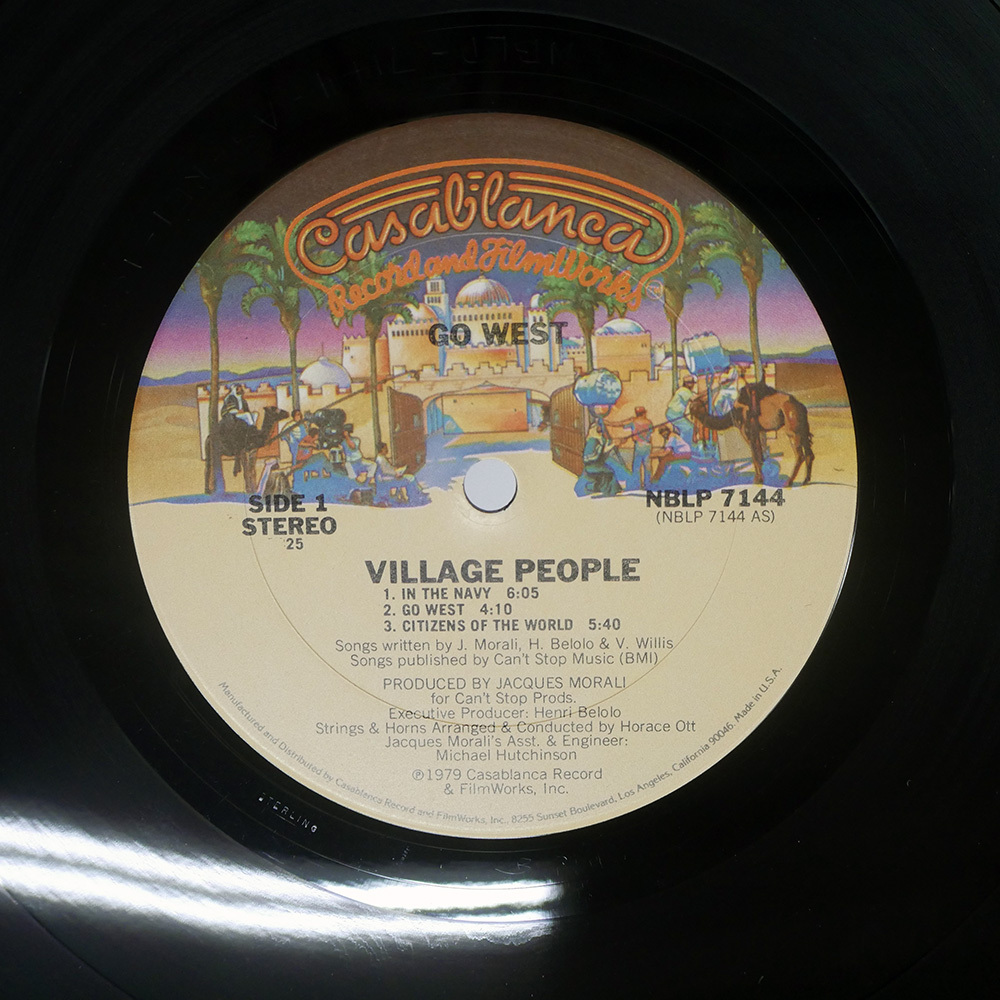 Casablanca
Record and FilmWorks
GO WEST
SIDE 1
STEREO
25
NBLP 7144
(NBLP 7144 AS)
VILLAGE PEOPLE
1. IN THE NAVY 6:05
2. GO WEST 4:10
3. CITIZENS OF THE WORLD 5:40
Songs written by J. Morali, H. Belolo & V. Willis
Songs published by Can't Stop Music (BMI)
PRODUCED BY JACQUES MORALI
for Can't Stop Prods.
Executive Producer: Henri Belolo
Strings & Horns Arranged & Conducted by Horace Ott
Jacques Morali's Asst. & Engineer:
Michael Hutchinson
℗1979 Casablanca Record
& FilmWorks, Inc.
Manufactured and Distributed by Casablanca Record and FilmWorks, Inc., 8255 Sunset Boulevard, Los Angeles, California 90046. Made in U.S.A.
STERLING